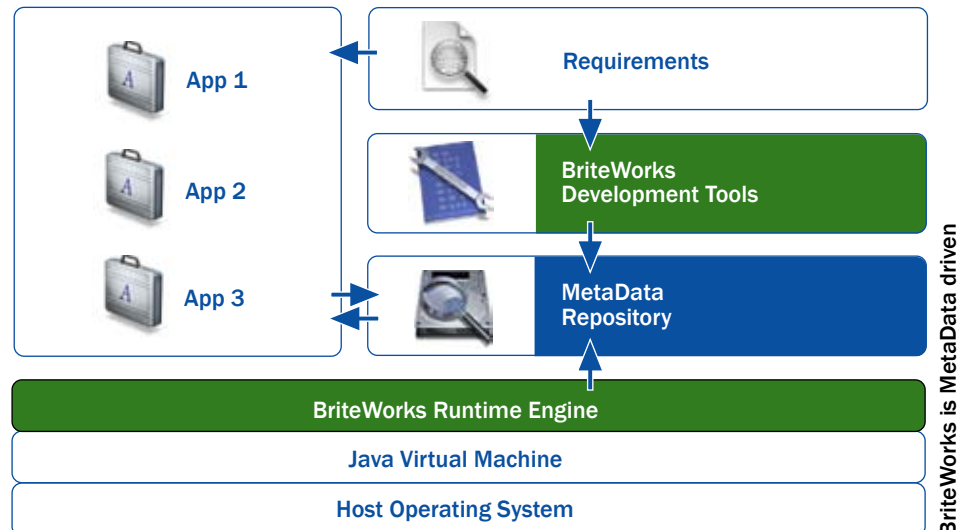 App 1
App 2
App 3
Requirements
BriteWorks
Development Tools
MetaData
Repository
BriteWorks Runtime Engine
Java Virtual Machine
Host Operating System
BriteWorks is MetaData driven